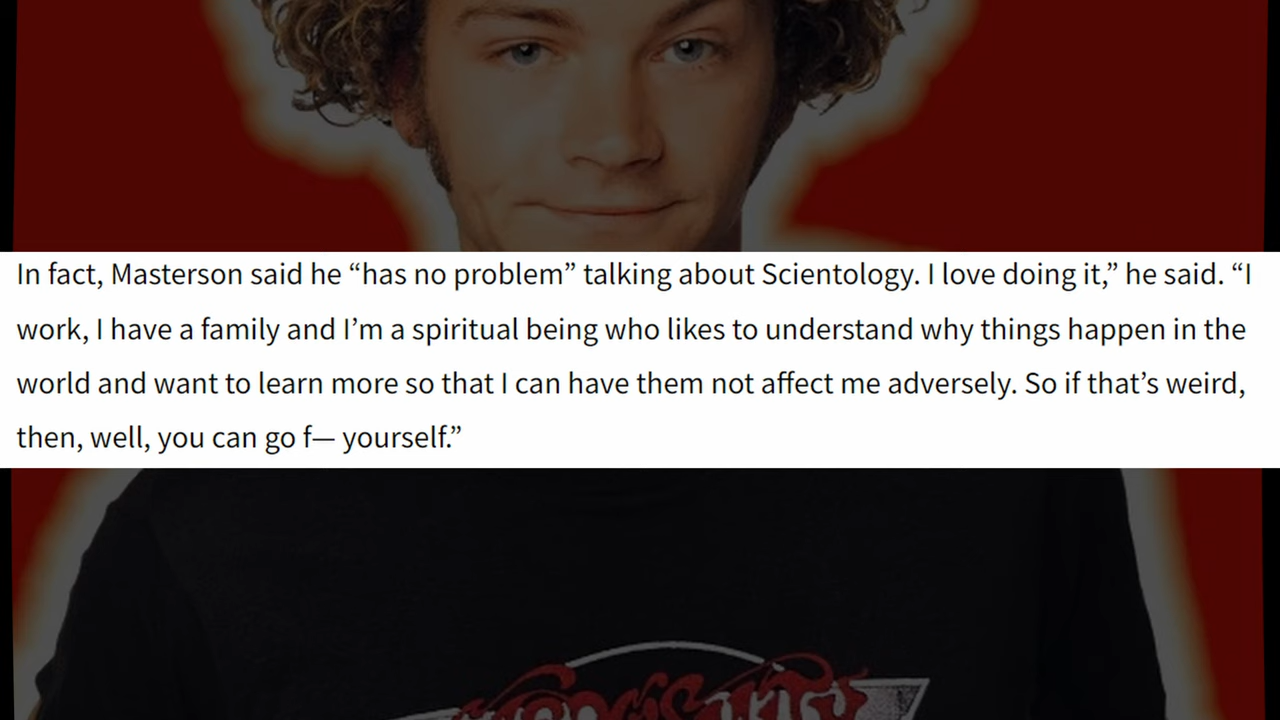 In fact, Masterson said he “has no problem” talking about Scientology. I love doing it,” he said. “I
work, I have a family and I’m a spiritual being who likes to understand why things happen in the
world and want to learn more so that I can have them not affect me adversely. So if that’s weird,
then, well, you can go f— yourself.”